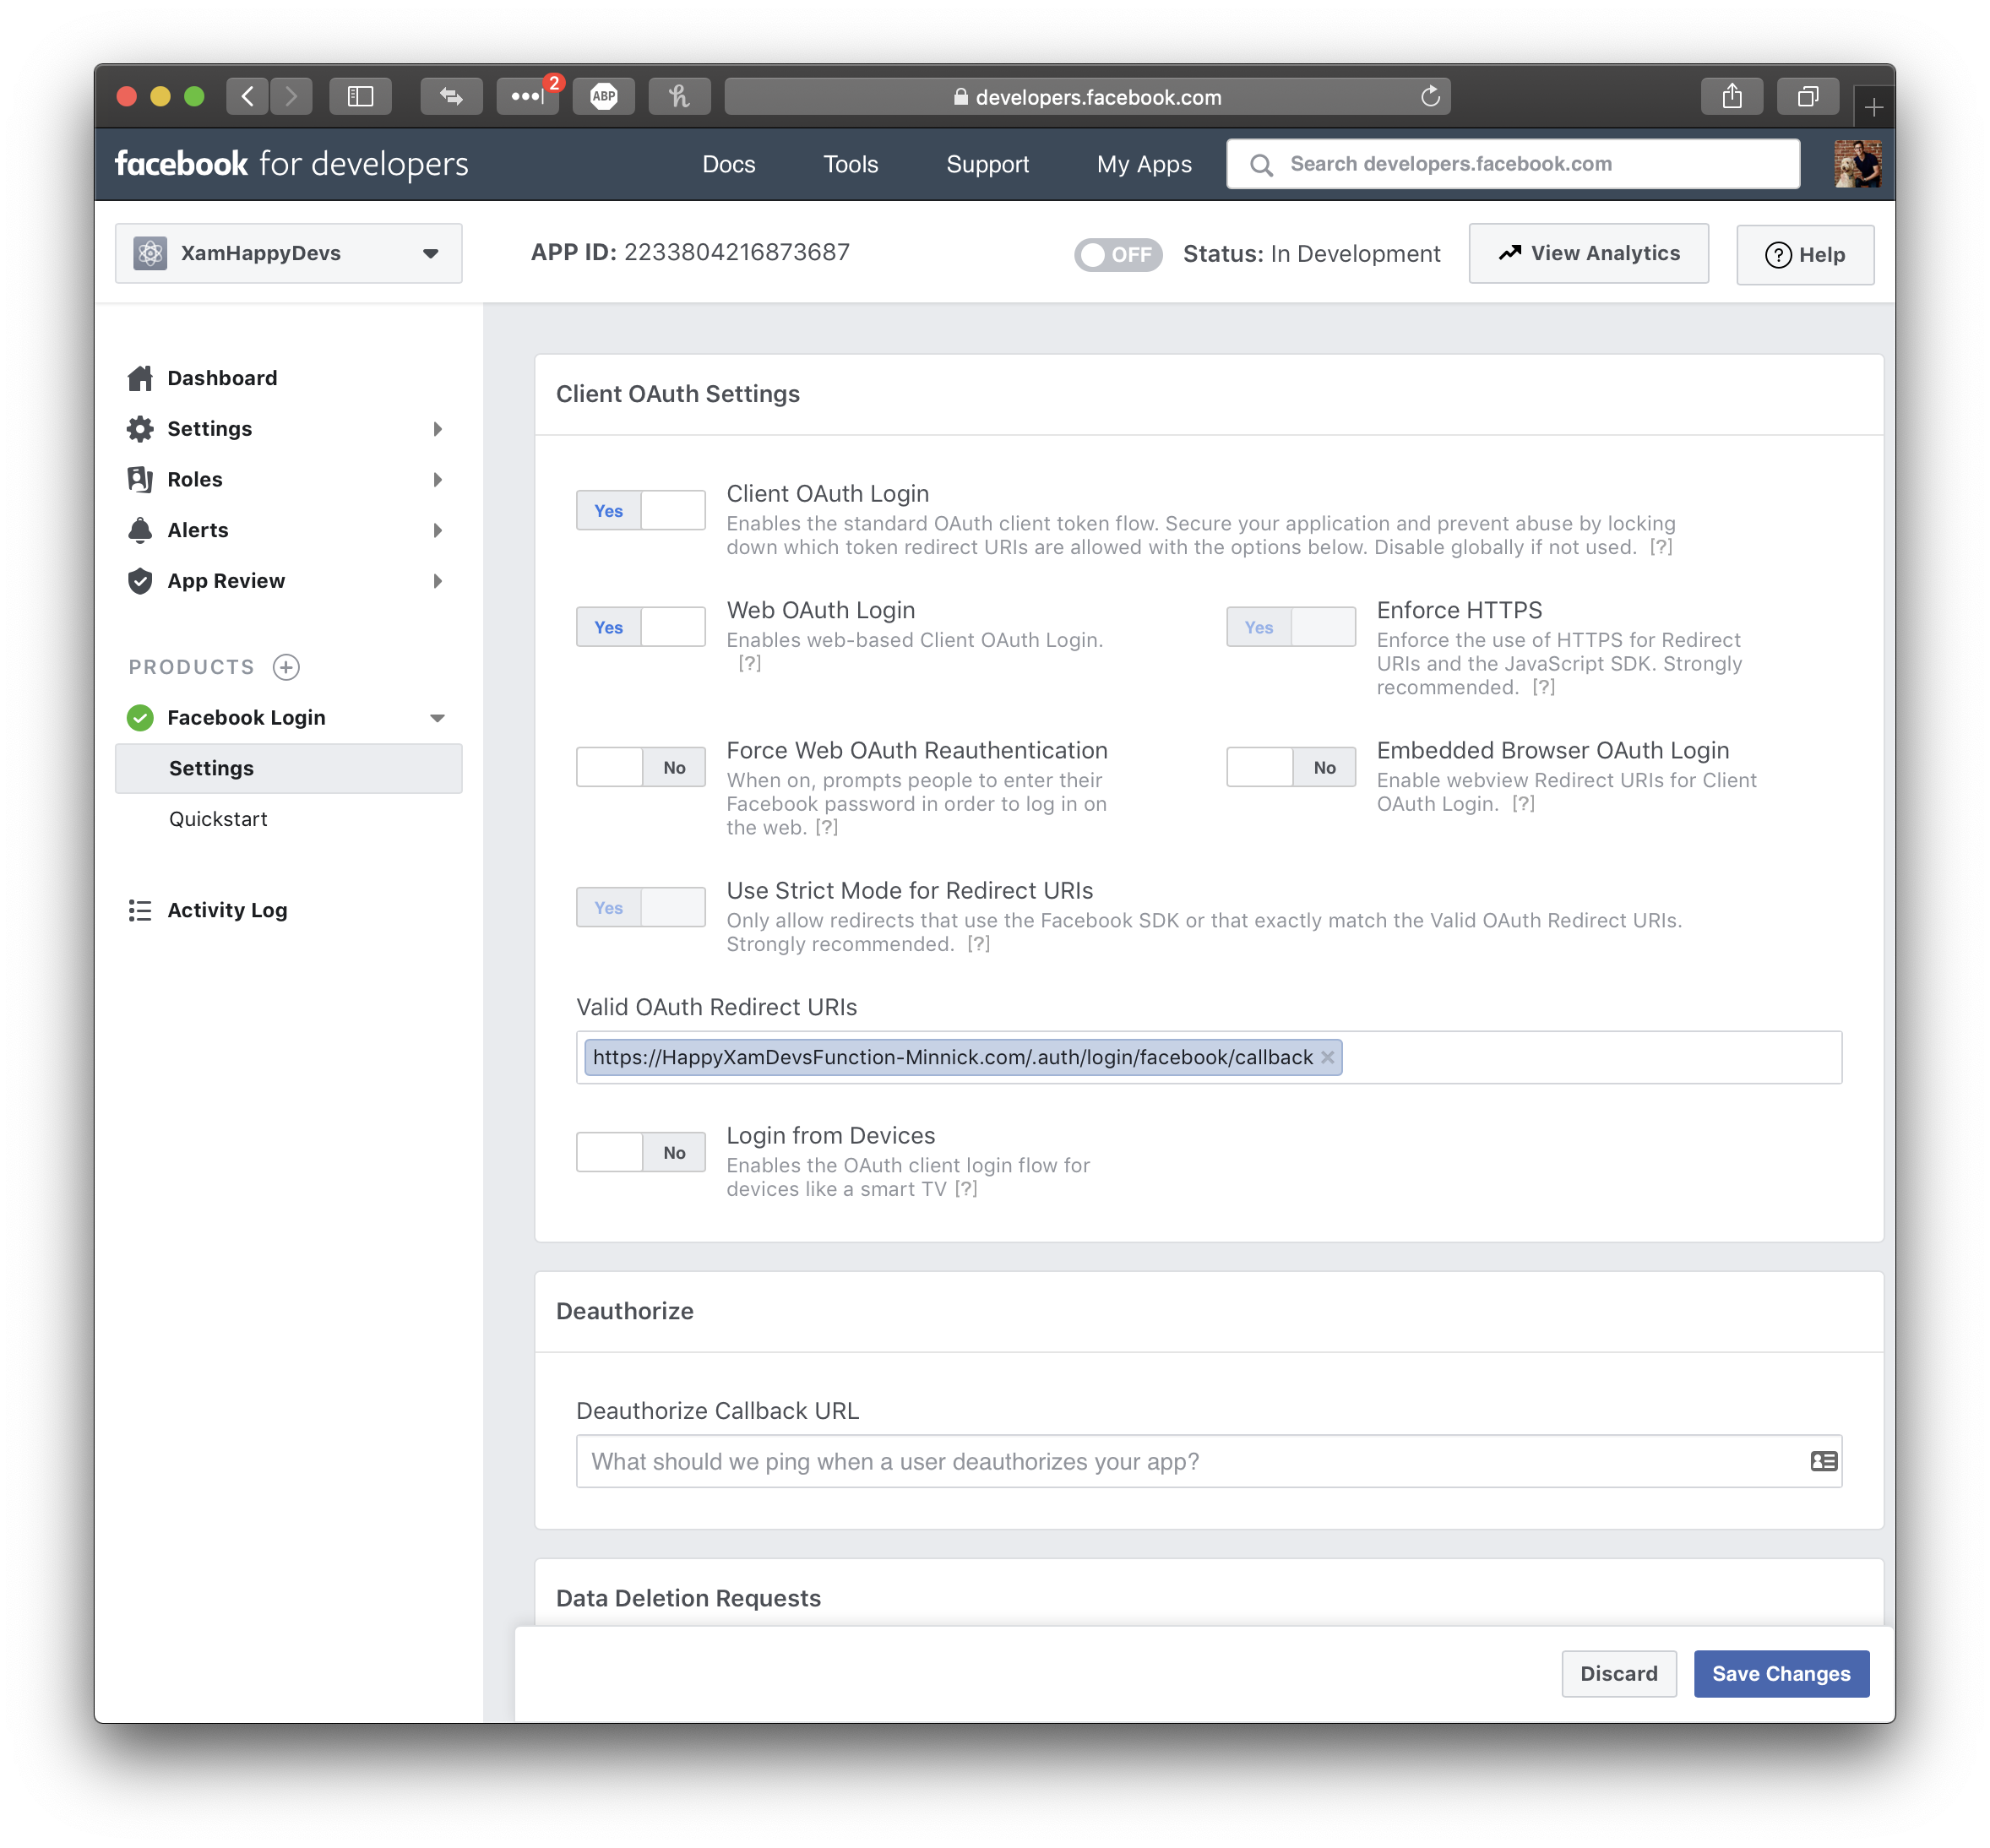 2
ABP
developers.facebook.com
facebook for developers
Docs
Tools
Support
My Apps
Search developers.facebook.com
XamHappyDevs
APP ID: 2233804216873687
OFF
Status: In Development
View Analytics
? Help
Dashboard
Settings
Roles
Alerts
App Review
PRODUCTS
Facebook Login
Settings
Quickstart
Activity Log
Client OAuth Settings
Yes
Client OAuth Login
Enables the standard OAuth client token flow. Secure your application and prevent abuse by locking
down which token redirect URIs are allowed with the options below. Disable globally if not used. [?]
Yes
Web OAuth Login
Enables web-based Client OAuth Login.
[?]
Yes
Enforce HTTPS
Enforce the use of HTTPS for Redirect
URIs and the JavaScript SDK. Strongly
recommended. [?]
No
Force Web OAuth Reauthentication
When on, prompts people to enter their
Facebook password in order to log in on
the web. [?]
No
Embedded Browser OAuth Login
Enable webview Redirect URIs for Client
OAuth Login. [?]
Yes
Use Strict Mode for Redirect URIs
Only allow redirects that use the Facebook SDK or that exactly match the Valid OAuth Redirect URIs.
Strongly recommended. [?]
Valid OAuth Redirect URIs
https://HappyXamDevsFunction-Minnick.com/.auth/login/facebook/callback
No
Login from Devices
Enables the OAuth client login flow for
devices like a smart TV [?]
Deauthorize
Deauthorize Callback URL
What should we ping when a user deauthorizes your app?
Data Deletion Requests
Discard
Save Changes